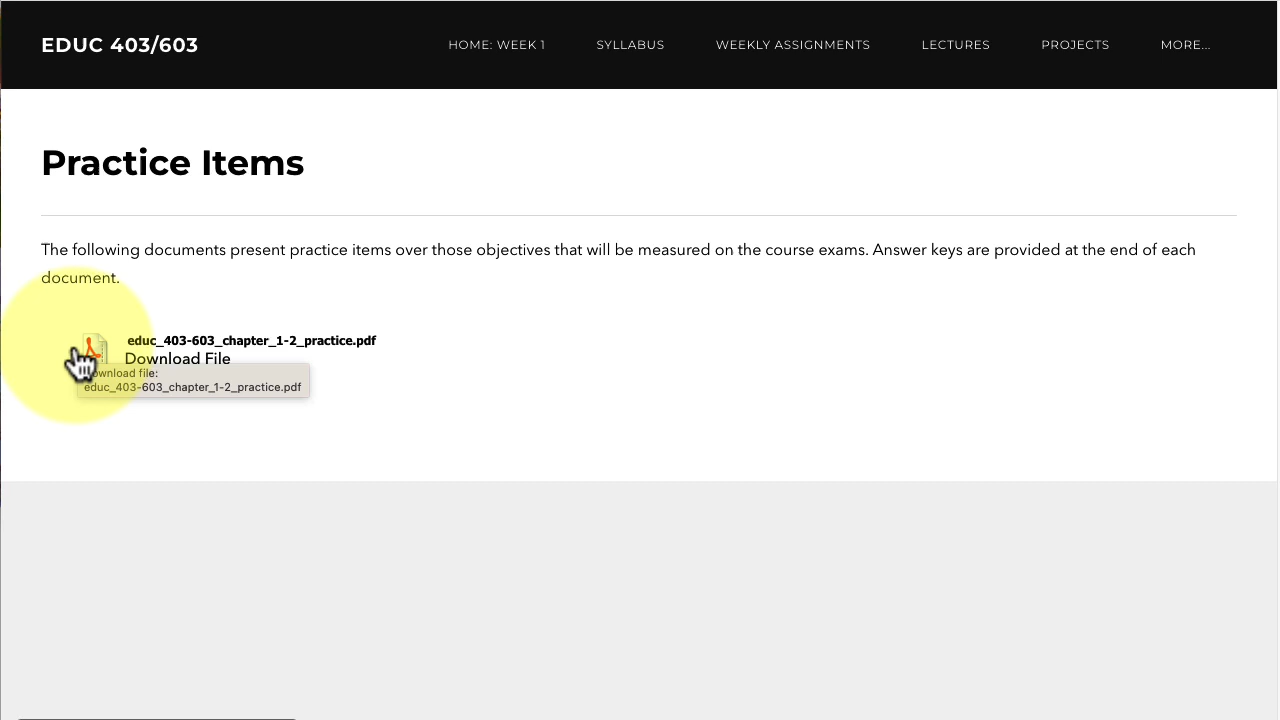 EDUC 403/603
HOME: WEEK 1
SYLLABUS
WEEKLY ASSIGNMENTS
LECTURES
PROJECTS
MORE...
Practice Items
The following documents present practice items over those objectives that will be measured on the course exams. Answer keys are provided at the end of each
document.
educ_403-603_chapter_1-2_practice.pdf
Download File
file:
educ_403-603_chapter_1-2_practice.pdf